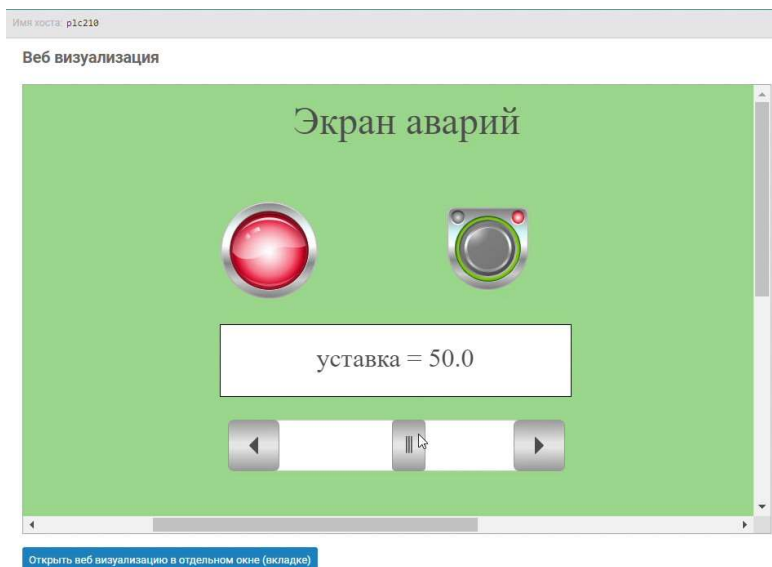 Имя хоста: plc210
Веб визуализация
Экран аварий
уставка = 50.0
Открыть веб визуализацию в отдельном окне (вкладке)